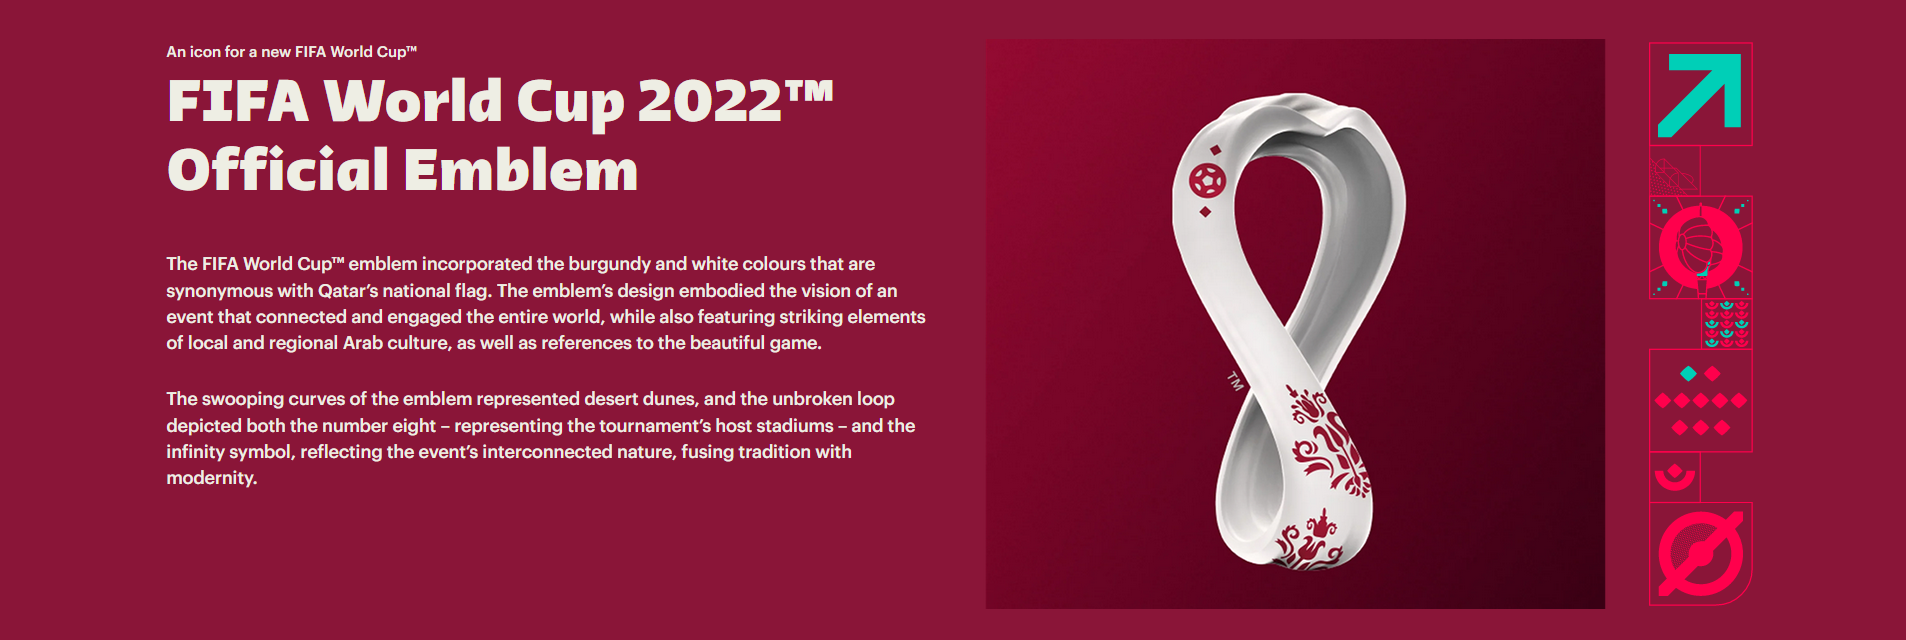 An icon for a new FIFA World Cup™
FIFA World Cup 2022™
Official Emblem
The FIFA World Cup™ emblem incorporated the burgundy and white colours that are
synonymous with Qatar’s national flag. The emblem’s design embodied the vision of an
event that connected and engaged the entire world, while also featuring striking elements
of local and regional Arab culture, as well as references to the beautiful game.
The swooping curves of the emblem represented desert dunes, and the unbroken loop
depicted both the number eight – representing the tournament’s host stadiums – and the
infinity symbol, reflecting the event’s interconnected nature, fusing tradition with
modernity.
TM